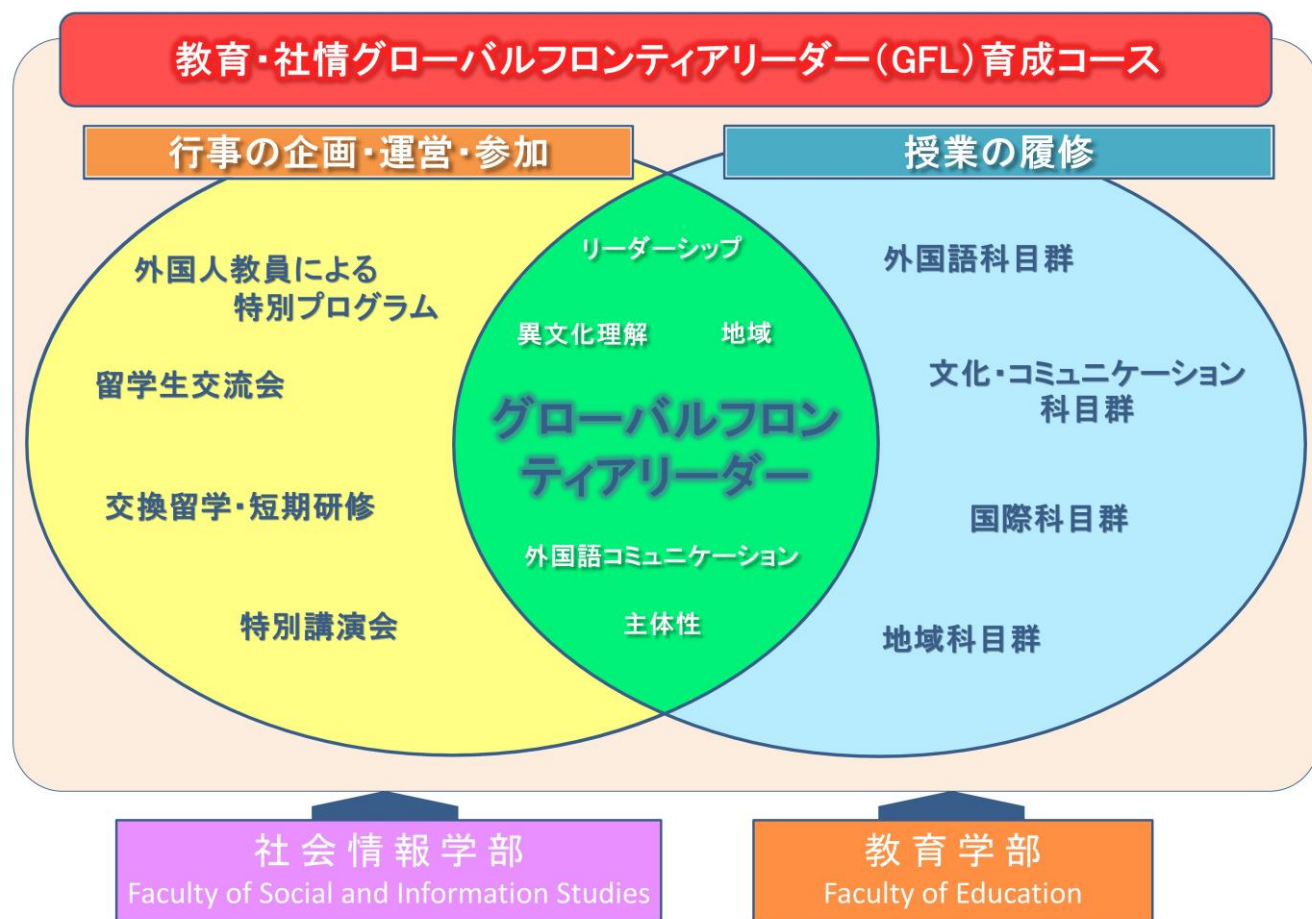 教育・社情グローバルフロンティアリーダー(GFL)育成コース
行事の企画・運営・参加
外国人教員による
特別プログラム
留学生交流会
交換留学・短期研修
特別講演会
リーダーシップ
異文化理解
地域
グローバルフロン
ティアリーダー
外国語コミュニケーション
主体性
授業の履修
外国語科目群
文化・コミュニケーション
科目群
国際科目群
地域科目群
社会情報学部
Faculty of Social and Information Studies
教育学部
Faculty of Education